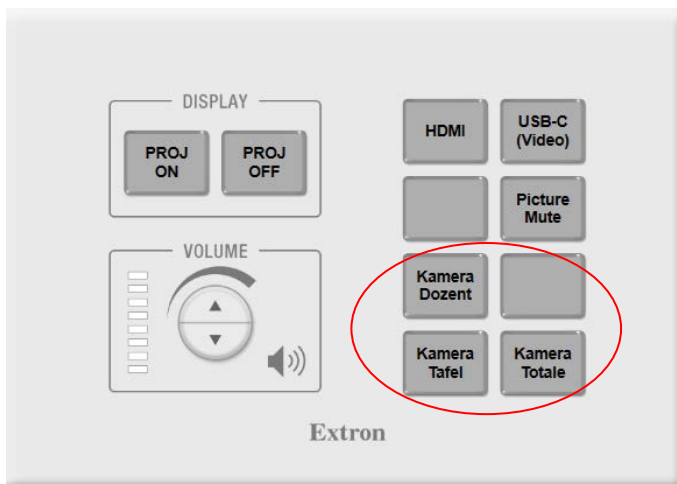 DISPLAY
PROJ
ON
PROJ
OFF
VOLUME
HDMI
USB-C
(Video)
Picture
Mute
Kamera
Dozent
Kamera
Tafel
Kamera
Totale
Extron